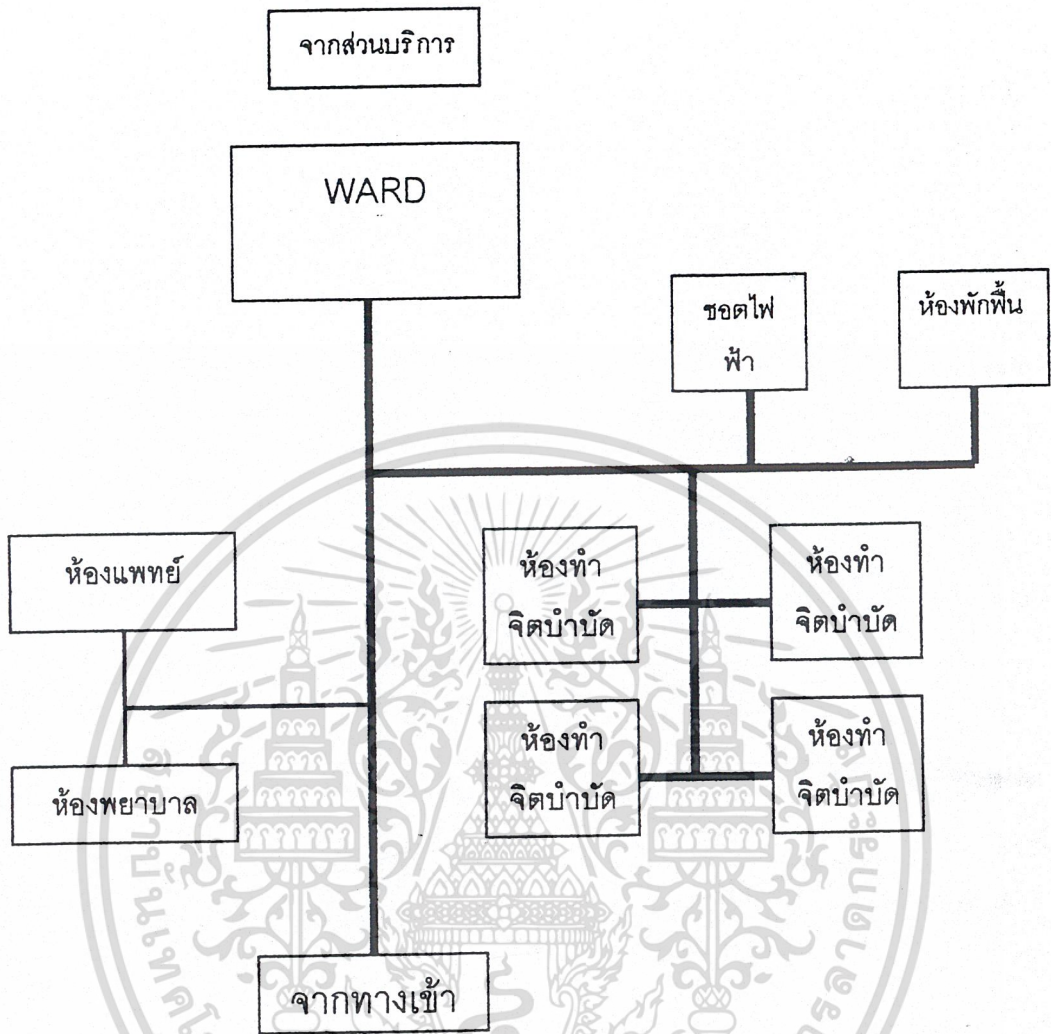 จากส่วนบริการ
WARD
ชอตไฟ
ฟ้า
ห้องพักฟื้น
ห้องแพทย์
ห้องทำ
จิตบำบัด
ห้องทำ
จิตบำบัด
ห้องพยาบาล
ห้องทำ
จิตบำบัด
ห้องทำ
จิตบำบัด
จากทางเข้า